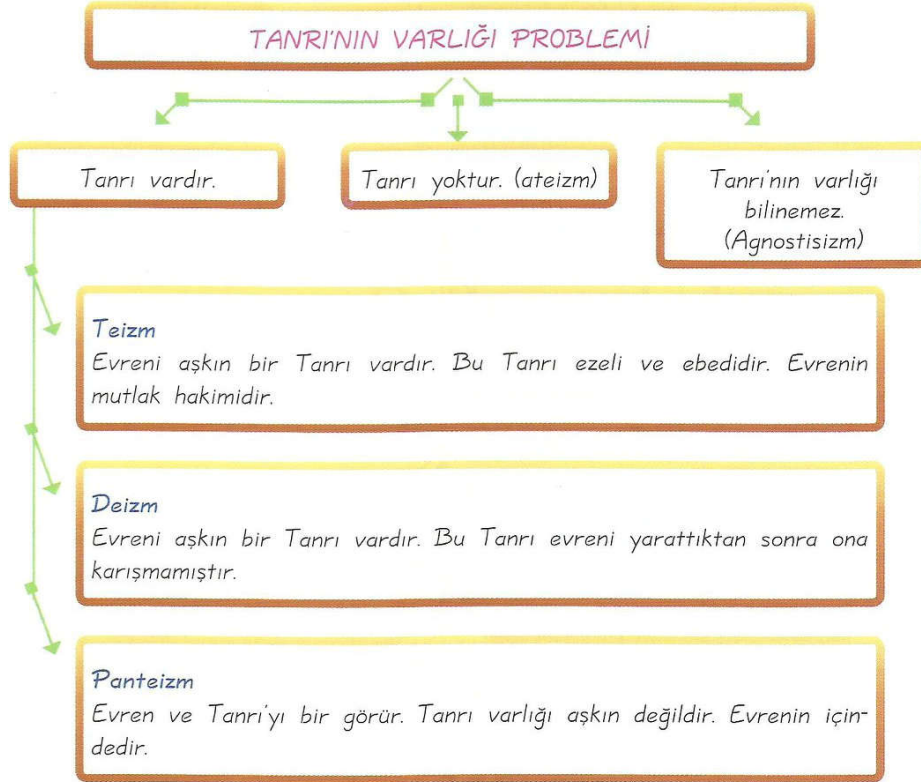 TANRI'NIN VARLIĞI PROBLEMİ
Tanrı vardır.
Tanrı yoktur. (ateizm)
Tanrı'nın varlığı
bilinemez.
(Agnostisizm)
Teizm
Evreni aşkın bir Tanrı vardır. Bu Tanrı ezeli ve ebedidir. Evrenin
mutlak hakimidir.
Deizm
Evreni aşkın bir Tanrı vardır. Bu Tanrı evreni yarattıktan sonra ona
karışmamıştır.
Panteizm
Evren ve Tanrı'yı bir görür. Tanrı varlığı aşkın değildir. Evrenin için-
dedir.